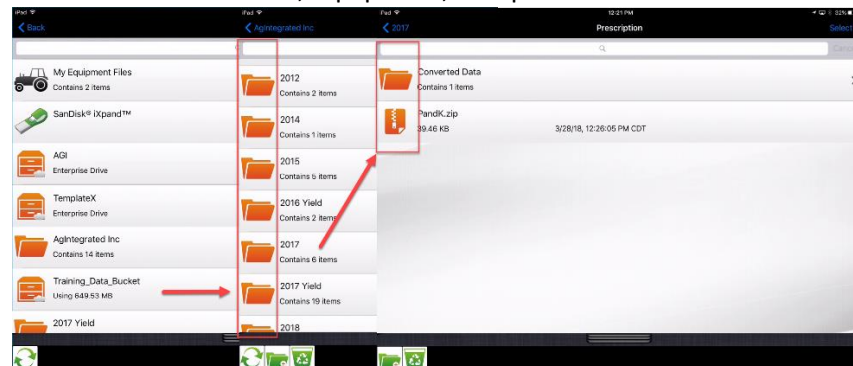 iPad
Back
My Equipment Files
Contains 2 items
SanDisk® iXpand™
AGI
Enterprise Drive
TemplateX
Enterprise Drive
AgIntegrated Inc
Contains 14 items
Training_Data_Bucket
Using 649.53 MB
2017 Yield
iPad
AgIntegrated Inc
2012
Contains 2 items
2014
Contains 1 items
2015
Contains 5 items
2016 Yield
Contains 2 items
2017
Contains 6 items
2017 Yield
Contains 19 items
2018
iPad
12:21 PM
32%
2017
Prescription
Select
Converted Data
Contains 1 items
PandK.zip
39.46 KB
3/28/18, 12:26:05 PM CDT